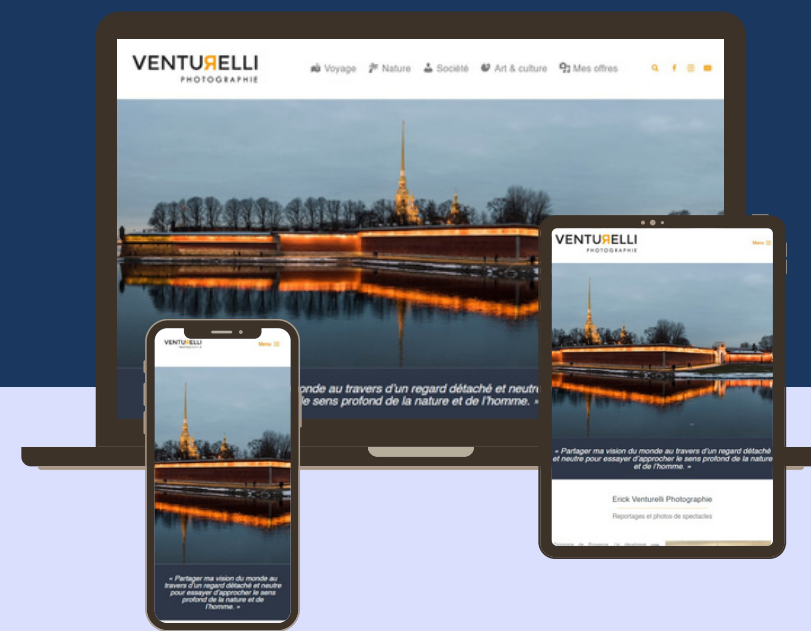 VENTURELLI
PHOTOGRAPHIE
Voyage Nature Société Art & culture Mes offres
onde au travers d'un regard détaché et neutre
le sens profond de la nature et de l'homme. »
VENTURELLI
PHOTOGRAPHIE
Menu
« Partager ma vision du monde au travers d'un regard détaché
et neutre pour essayer d'approcher le sens profond de la nature
et de l'homme. »
Erick Venturelli Photographie
Reportages et photos de spectacles
VENTURELLI
PHOTOGRAPHIE
Menu
« Partager ma vision du monde au
travers d'un regard détaché et neutre
pour essayer d'approcher le sens
profond de la nature et de
l'homme. »